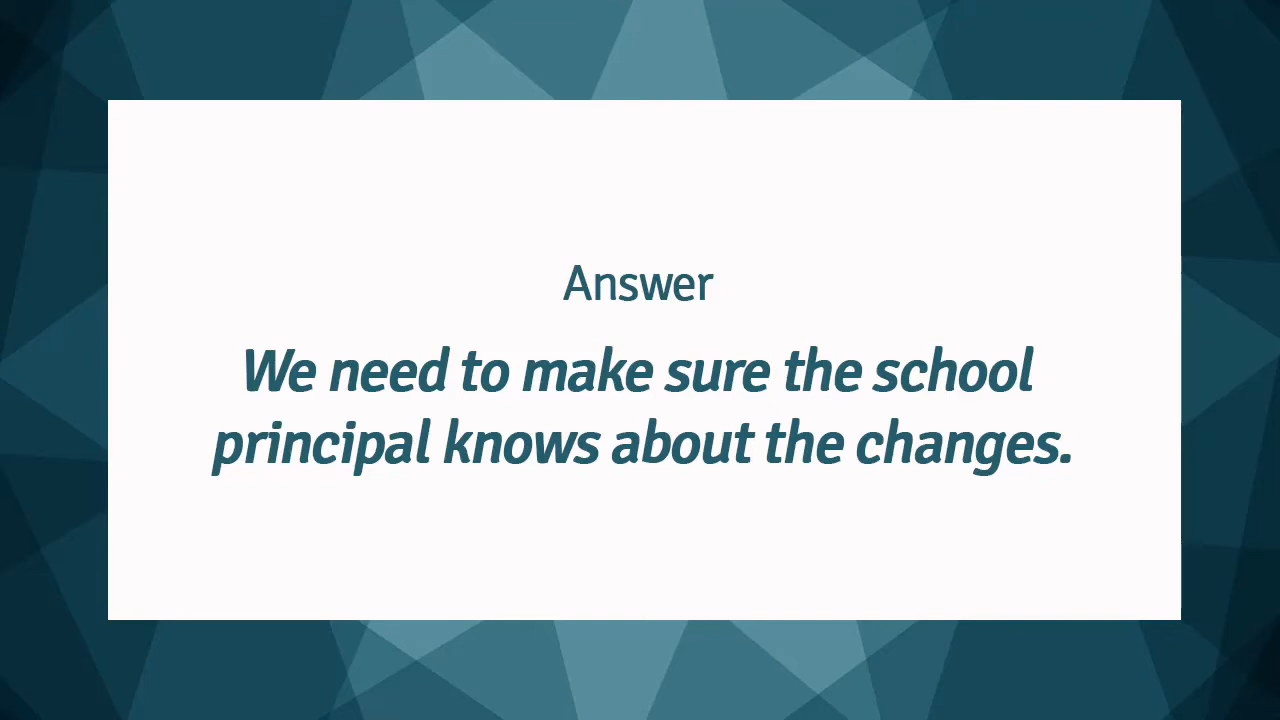 Answer
We need to make sure the school
principal knows about the changes.